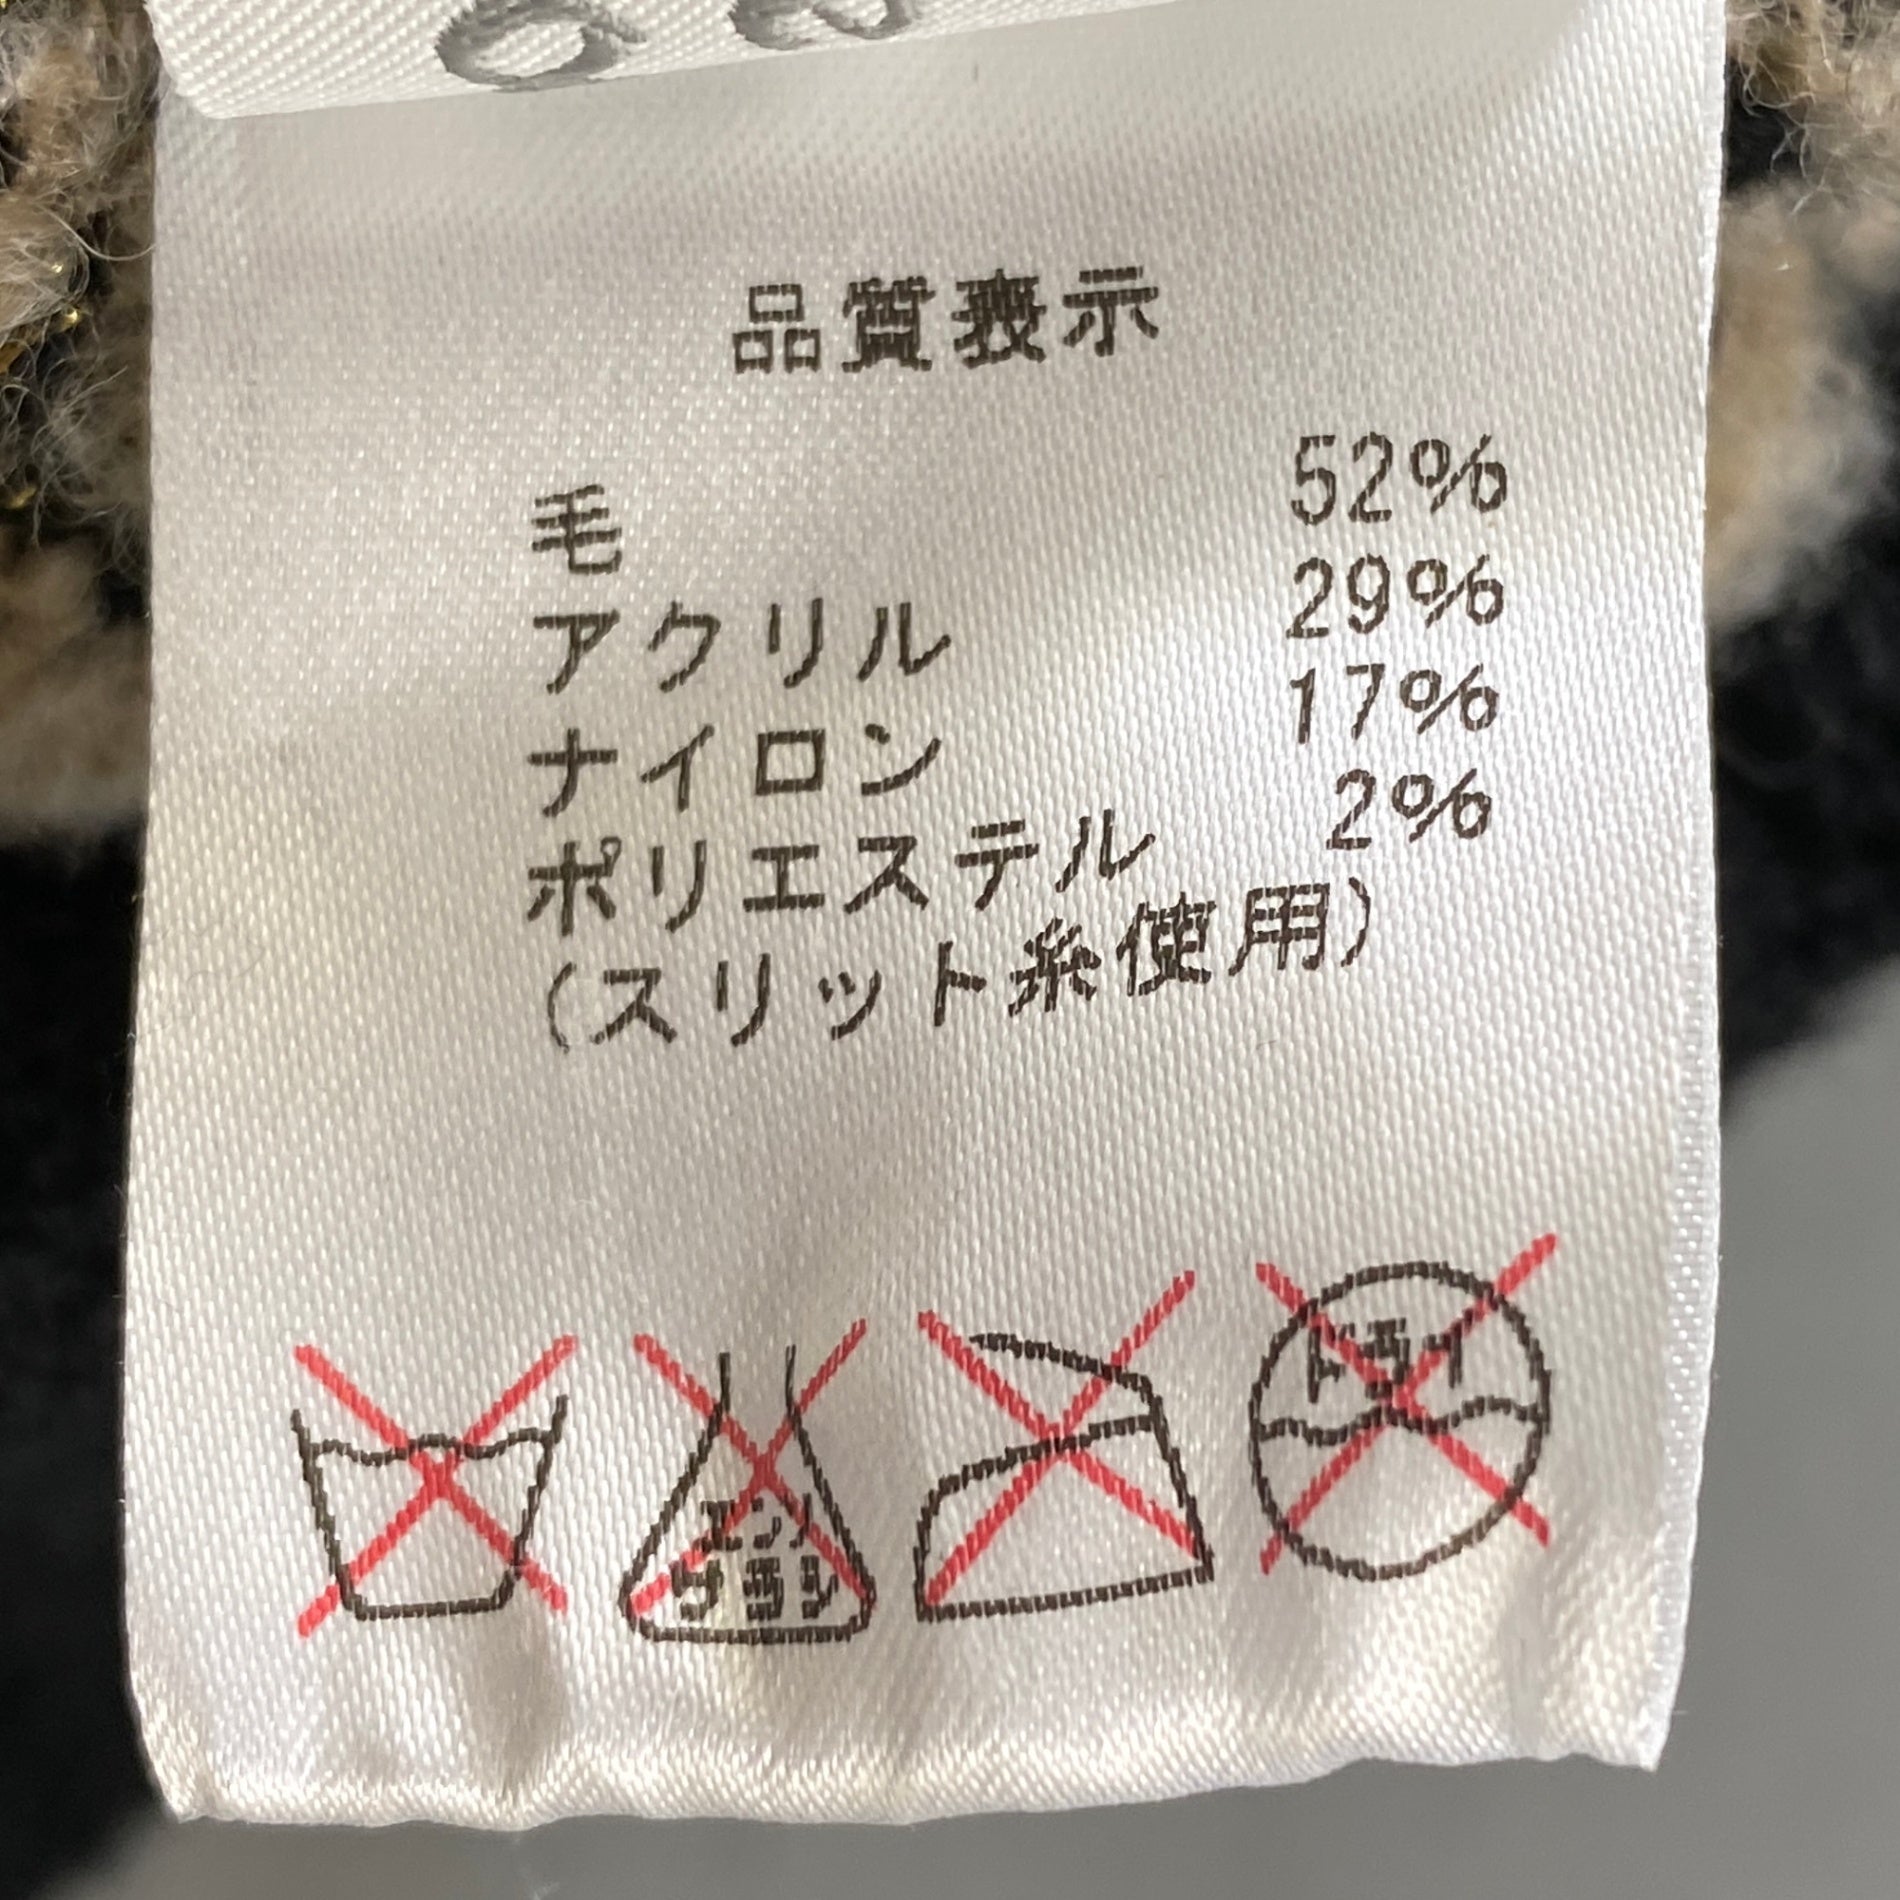 品質表示
毛 52%
アクリル 29%
ナイロン 17%
ポリエステル 2%
(スリット糸使用)
エンソ
サラシ
ドライ